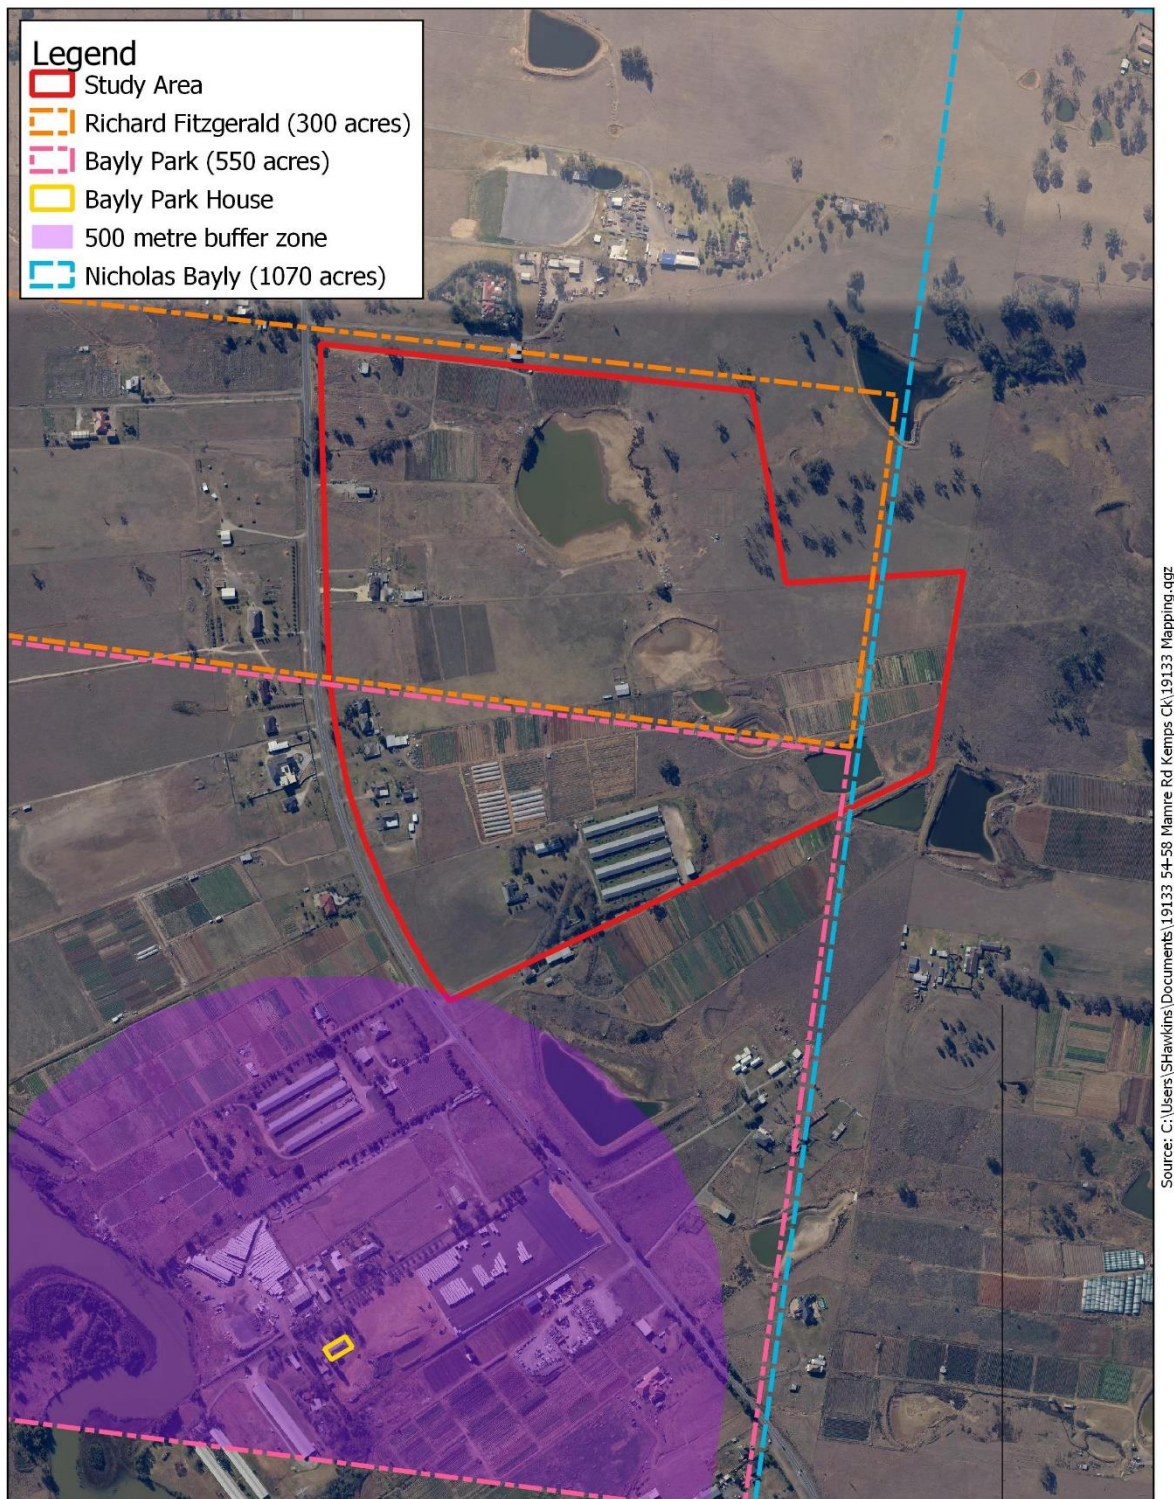 Legend
Study Area
Richard Fitzgerald (300 acres)
Bayly Park (550 acres)
Bayly Park House
500 metre buffer zone
Nicholas Bayly (1070 acres)
Source: C:\Users\SHawkins\Documents\19133 54-58 Mamre Rd Kemps Ck\19133 Mapping.qgz